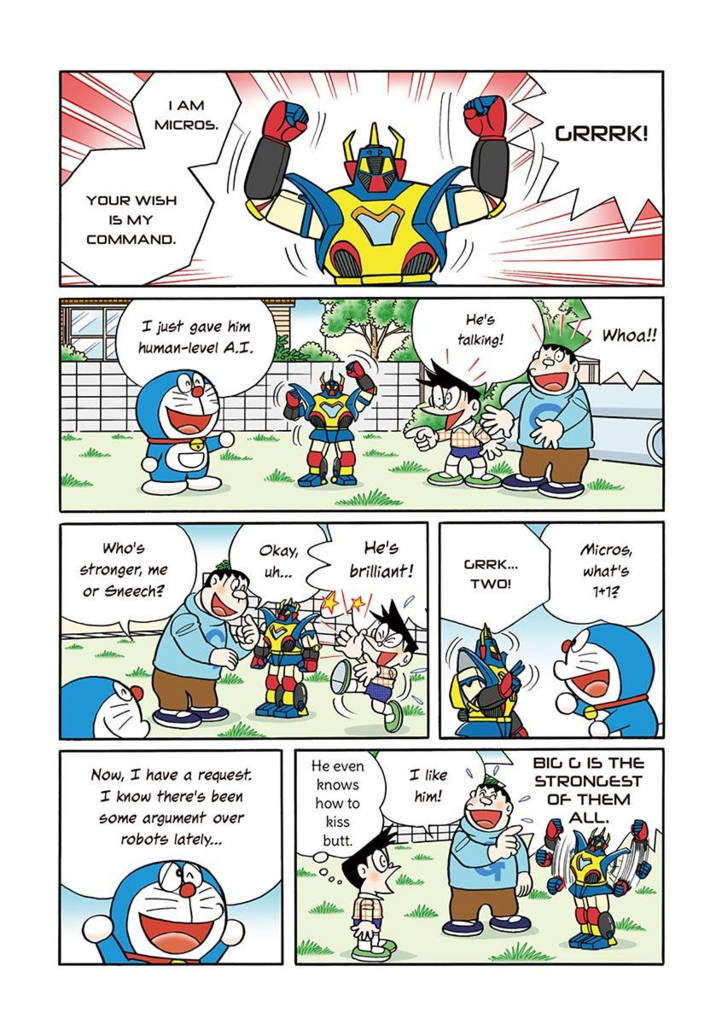 GRRRK!
I AM
MICROS.
YOUR WISH
IS MY
COMMAND.
Whoa!!
He's
talking!
I just gave him
human-level A.I.
Micros,
what's
1+1?
GRRK...
TWO!
He's
brilliant!
Okay,
uh...
Who's
stronger, me
or Sneech?
BIG G IS THE
STRONGEST
OF THEM
ALL.
I like
him!
He even
knows
how to
kiss
butt.
Now, I have a request.
I know there's been
some argument over
robots lately...